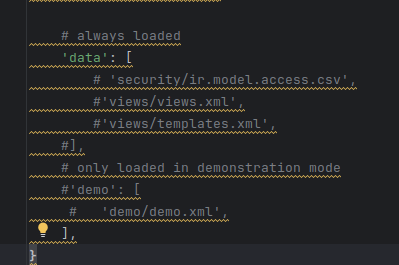 # always loaded
'data': [
# 'security/ir.model.access.csv',
#'views/views.xml',
#'views/templates.xml',
#],
# only loaded in demonstration mode
#'demo': [
#   'demo/demo.xml',
],
}